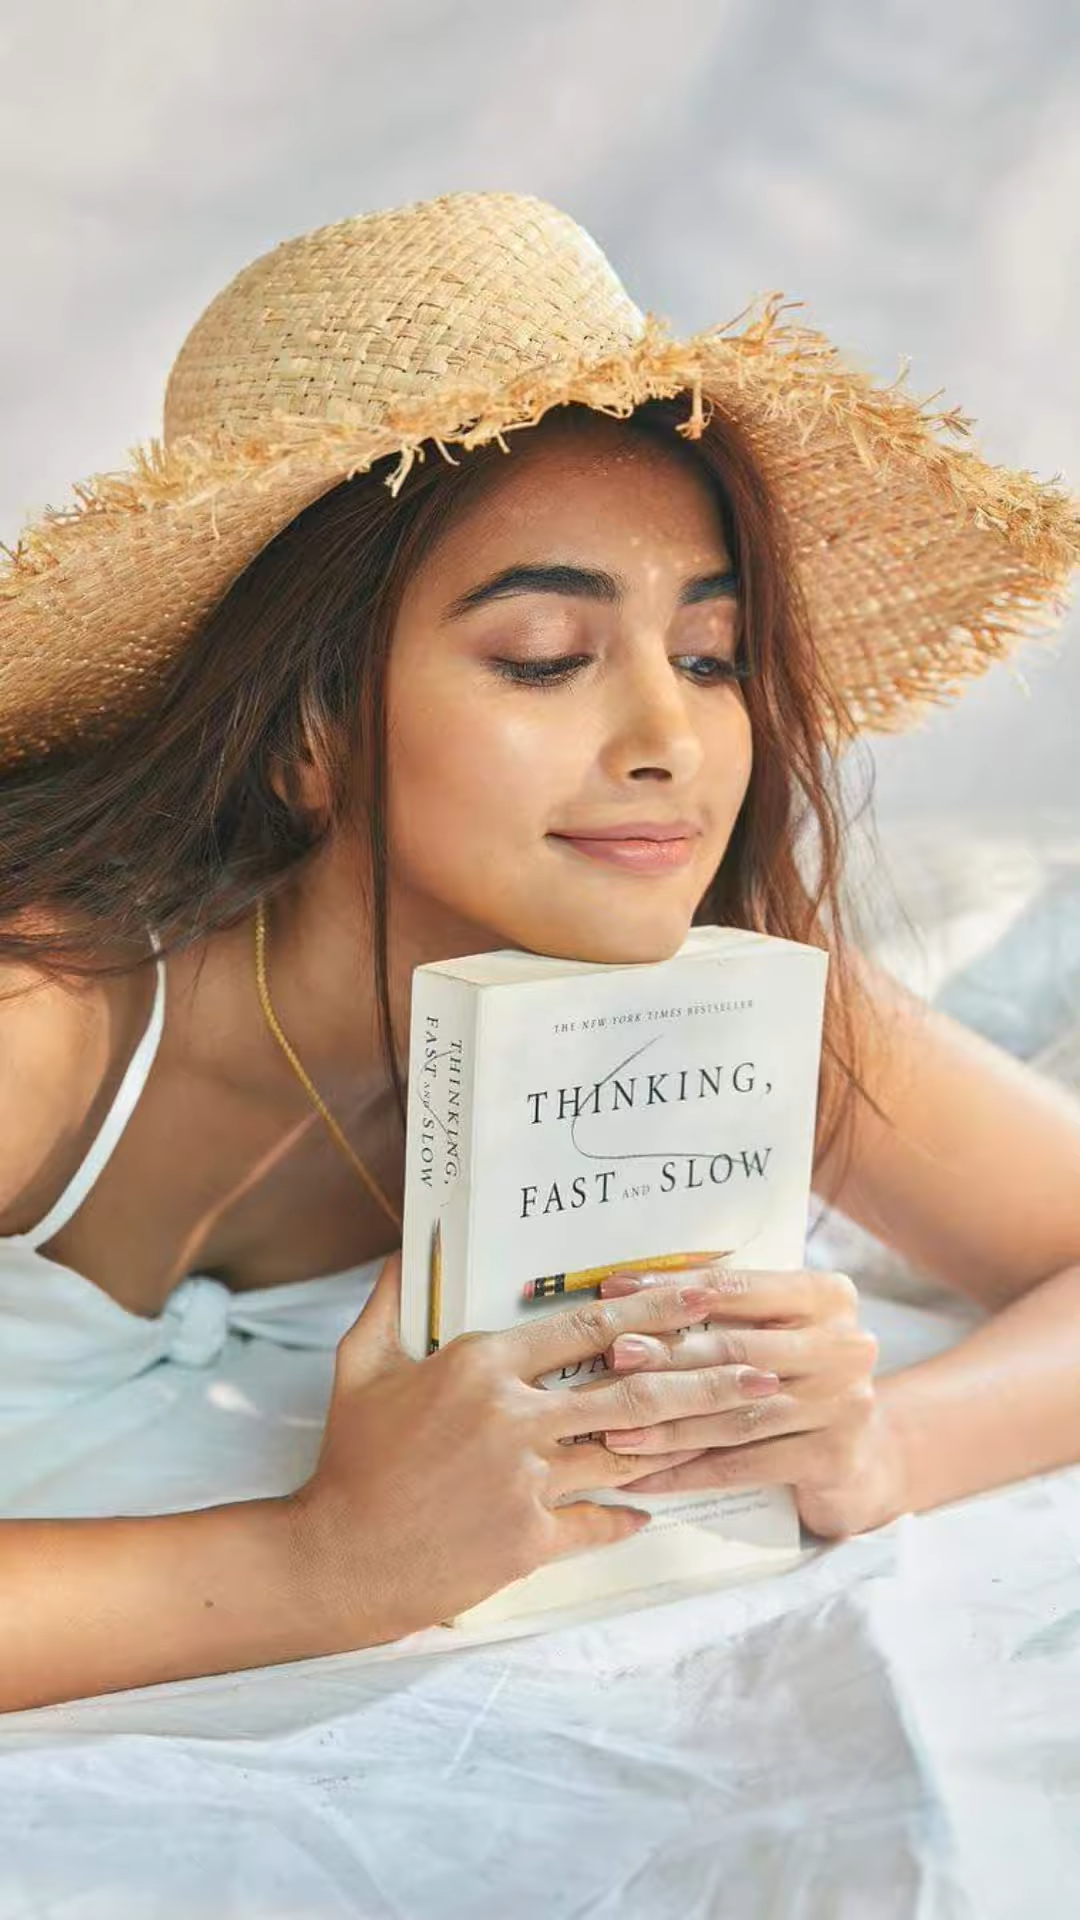 THE NEW YORK TIMES BESTSELLER
THINKING,
FAST AND SLOW
THINKING,
FAST AND SLOW